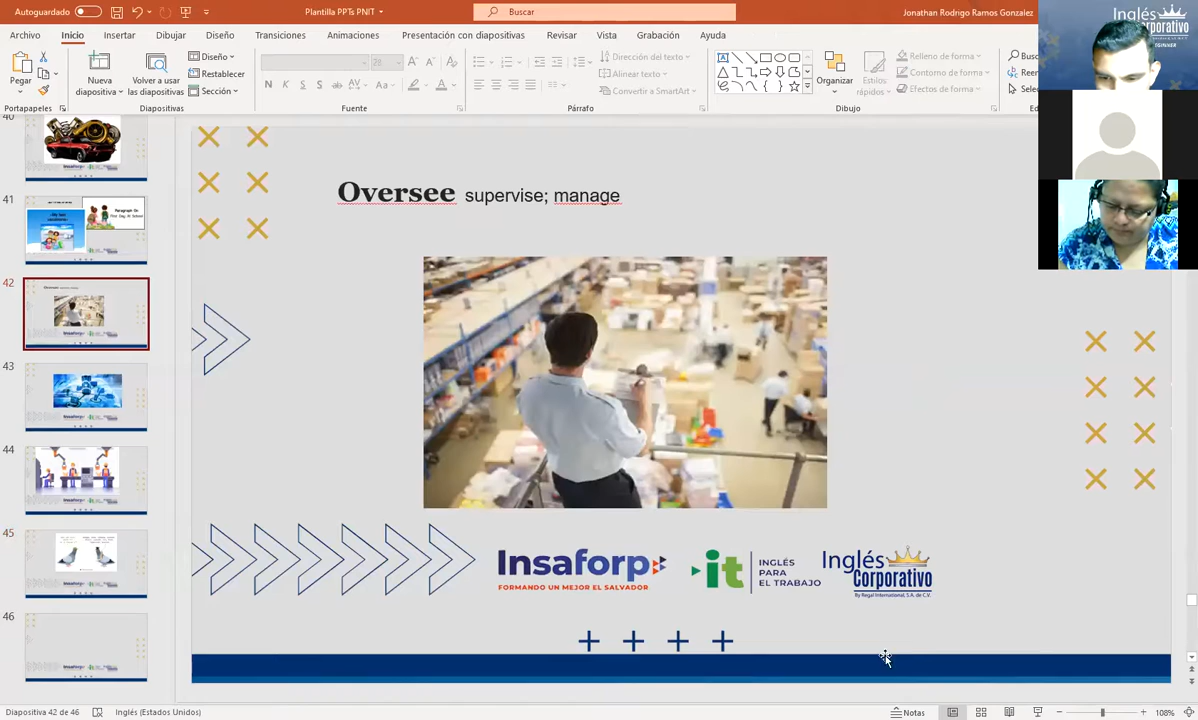 Autoguardado
Plantilla PPTs PNIT
Buscar
Jonathan Rodrigo Ramos Gonzalez
Archivo Inicio Insertar Dibujar Diseño Transiciones Animaciones Presentación con diapositivas Revisar Vista Grabación Ayuda
Pegar
Nueva diapositiva
Volver a usar las diapositivas
Diseño
Restablecer
Sección
28
N K S S ab AV Aa A
Dirección del texto
Alinear texto
Convertir a SmartArt
Organizar
Estilos rápidos
Relleno de forma
Contorno de forma
Efectos de forma
Portapapeles Diapositivas Fuente Párrafo Dibujo
Inglés
Corporativo
40
41
42
43
44
45
46
Oversee supervise; manage
Insaforp
FORMANDO UN MEJOR EL SALVADOR
it
INGLÉS
PARA
EL TRABAJO
Inglés
Corporativo
By Regal International, S.A. de C.V.
Diapositiva 42 de 46
Inglés (Estados Unidos)
Notas
108%